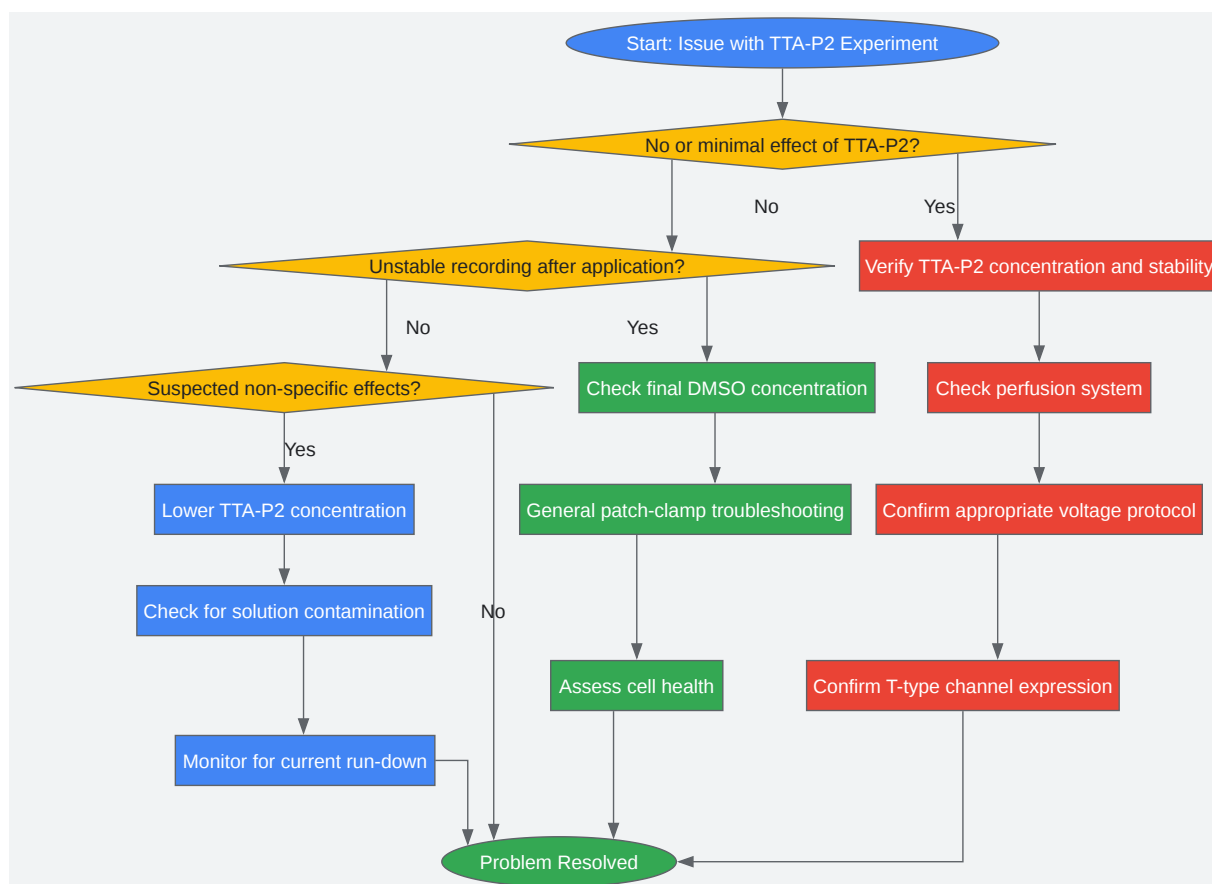 Start: Issue with TTA-P2 Experiment
No or minimal effect of TTA-P2?
No
Yes
Unstable recording after application?
Verify TTA-P2 concentration and stability
No
Yes
Suspected non-specific effects?
Check final DMSO concentration
Check perfusion system
Yes
Lower TTA-P2 concentration
General patch-clamp troubleshooting
Confirm appropriate voltage protocol
Check for solution contamination
No
Assess cell health
Confirm T-type channel expression
Monitor for current run-down
Problem Resolved